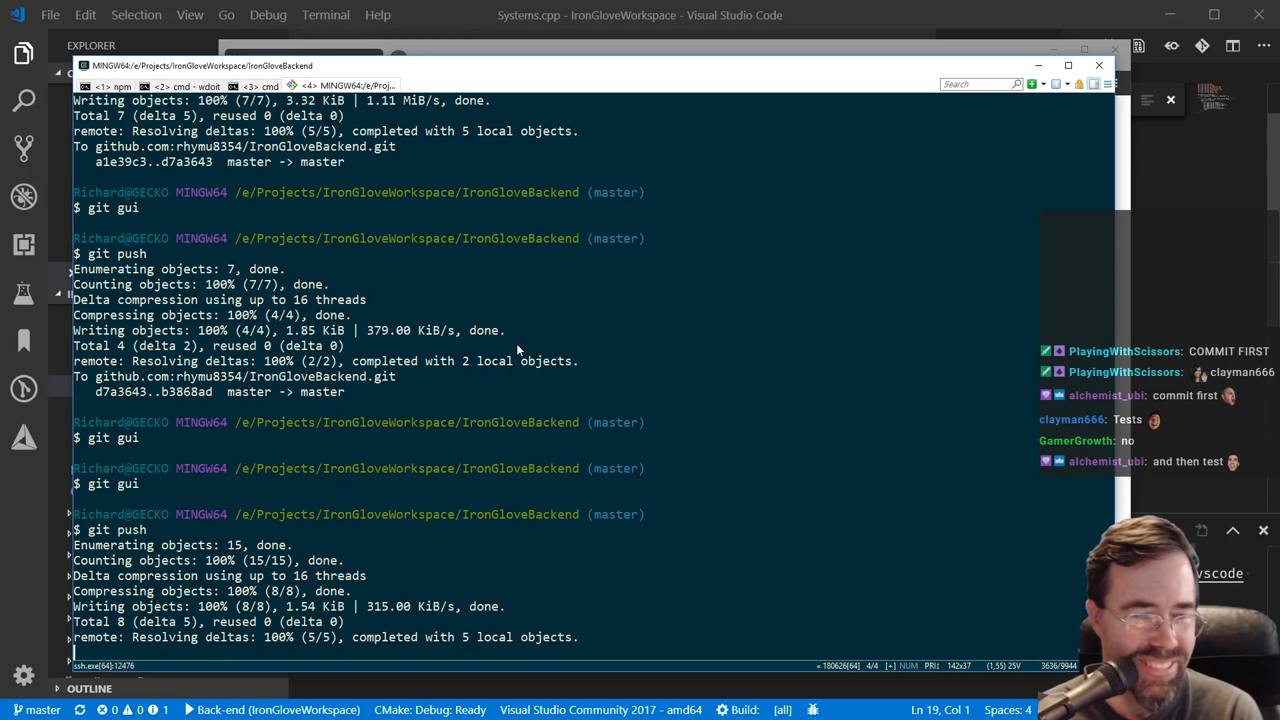 File Edit Selection View Go Debug Terminal Help
Systems.cpp - IronGloveWorkspace - Visual Studio Code
EXPLORER
MINGW64:/e/Projects/IronGloveWorkspace/IronGloveBackend
<1> npm
<2> cmd - wdoit
<3> cmd
<4> MINGW64:/e/Proj...
Search
Writing objects: 100% (7/7), 3.32 KiB | 1.11 MiB/s, done.
Total 7 (delta 5), reused 0 (delta 0)
remote: Resolving deltas: 100% (5/5), completed with 5 local objects.
To github.com:rhymu8354/IronGloveBackend.git
a1e39c3..d7a3643 master -> master
Richard@GECKO MINGW64 /e/Projects/IronGloveWorkspace/IronGloveBackend (master)
$ git gui
Richard@GECKO MINGW64 /e/Projects/IronGloveWorkspace/IronGloveBackend (master)
$ git push
Enumerating objects: 7, done.
Counting objects: 100% (7/7), done.
Delta compression using up to 16 threads
Compressing objects: 100% (4/4), done.
Writing objects: 100% (4/4), 1.85 KiB | 379.00 KiB/s, done.
Total 4 (delta 2), reused 0 (delta 0)
remote: Resolving deltas: 100% (2/2), completed with 2 local objects.
To github.com:rhymu8354/IronGloveBackend.git
d7a3643..b3868ad master -> master
Richard@GECKO MINGW64 /e/Projects/IronGloveWorkspace/IronGloveBackend (master)
$ git gui
Richard@GECKO MINGW64 /e/Projects/IronGloveWorkspace/IronGloveBackend (master)
$ git gui
Richard@GECKO MINGW64 /e/Projects/IronGloveWorkspace/IronGloveBackend (master)
$ git push
Enumerating objects: 15, done.
Counting objects: 100% (15/15), done.
Delta compression using up to 16 threads
Compressing objects: 100% (8/8), done.
Writing objects: 100% (8/8), 1.54 KiB | 315.00 KiB/s, done.
Total 8 (delta 5), reused 0 (delta 0)
remote: Resolving deltas: 100% (5/5), completed with 5 local objects.
ssh.exe[64]:12476
« 180626[64] 4/4 [+] NUM PRI: 142x37 (1,55) 25V 3636/9944
PlayingWithScissors: COMMIT FIRST
PlayingWithScissors: clayman666
alchemist_ubi: commit first
clayman666: Tests
GamerGrowth: no
alchemist_ubi: and then test
vscode
OUTLINE
master 0 0 1 Back-end (IronGloveWorkspace) CMake: Debug: Ready Visual Studio Community 2017 - amd64 Build: [all] Ln 19, Col 1 Spaces: 4